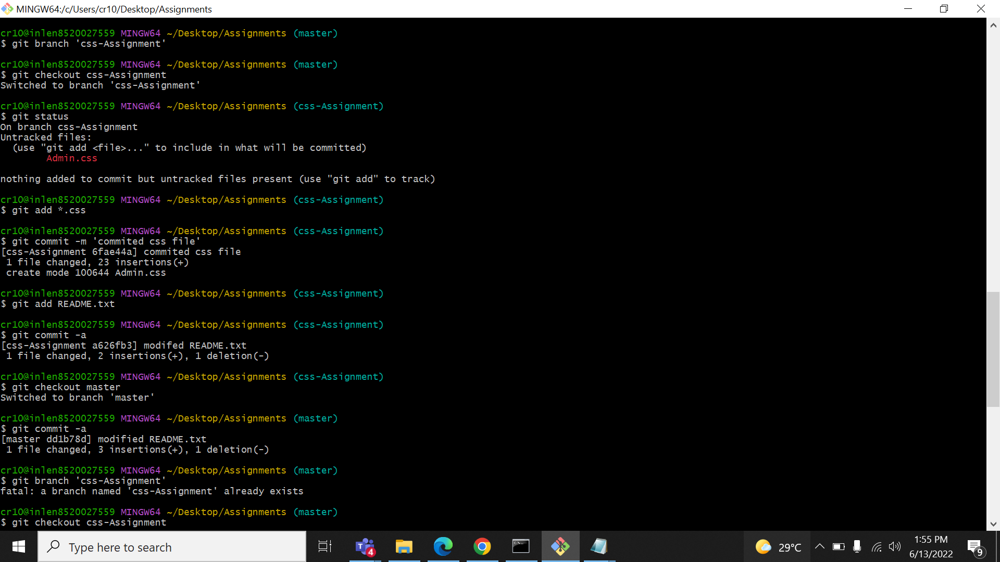 MINGW64:/c/Users/cr10/Desktop/Assignments
cr10@inlen8520027559 MINGW64 ~/Desktop/Assignments (master)
$ git branch 'css-Assignment'
cr10@inlen8520027559 MINGW64 ~/Desktop/Assignments (master)
$ git checkout css-Assignment
Switched to branch 'css-Assignment'
cr10@inlen8520027559 MINGW64 ~/Desktop/Assignments (css-Assignment)
$ git status
On branch css-Assignment
Untracked files:
  (use "git add <file>..." to include in what will be committed)
        Admin.css
nothing added to commit but untracked files present (use "git add" to track)
cr10@inlen8520027559 MINGW64 ~/Desktop/Assignments (css-Assignment)
$ git add *.css
cr10@inlen8520027559 MINGW64 ~/Desktop/Assignments (css-Assignment)
$ git commit -m 'commited css file'
[css-Assignment 6fae44a] commited css file
 1 file changed, 23 insertions(+)
 create mode 100644 Admin.css
cr10@inlen8520027559 MINGW64 ~/Desktop/Assignments (css-Assignment)
$ git add README.txt
cr10@inlen8520027559 MINGW64 ~/Desktop/Assignments (css-Assignment)
$ git commit -a
[css-Assignment a626fb3] modifed README.txt
 1 file changed, 2 insertions(+), 1 deletion(-)
cr10@inlen8520027559 MINGW64 ~/Desktop/Assignments (css-Assignment)
$ git checkout master
Switched to branch 'master'
cr10@inlen8520027559 MINGW64 ~/Desktop/Assignments (master)
$ git commit -a
[master dd1b78d] modified README.txt
 1 file changed, 3 insertions(+), 1 deletion(-)
cr10@inlen8520027559 MINGW64 ~/Desktop/Assignments (master)
$ git branch 'css-Assignment'
fatal: a branch named 'css-Assignment' already exists
cr10@inlen8520027559 MINGW64 ~/Desktop/Assignments (master)
$ git checkout css-Assignment
Type here to search
T
4
29°C
1:55 PM
6/13/2022
9